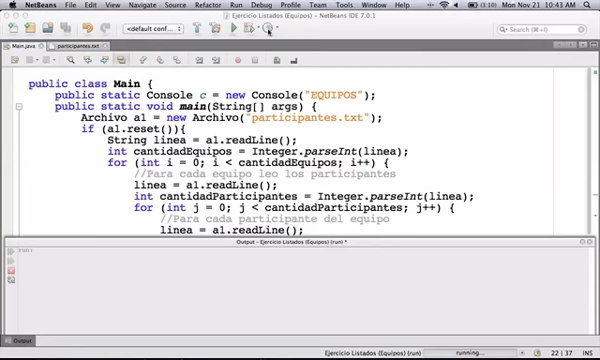 NetBeans File Edit View Navigate Source Refactor Run Debug Profile Team Tools Window Help (3:10) Mon Nov 21 10:43 AM
Ejercicio Listados (Equipos) – NetBeans IDE 7.0.1
<default conf... Search (⌘+I)
Main.java participantes.txt
public class Main {
public static Console c = new Console("EQUIPOS");
public static void main(String[] args) {
Archivo a1 = new Archivo("participantes.txt");
if (a1.reset()){
String linea = a1.readLine();
int cantidadEquipos = Integer.parseInt(linea);
for (int i = 0; i < cantidadEquipos; i++) {
//Para cada equipo leo los participantes
linea = a1.readLine();
int cantidadParticipantes = Integer.parseInt(linea);
for (int j = 0; j < cantidadParticipantes; j++) {
//Para cada participante del equipo
linea = a1.readLine();
Output - Ejercicio Listados (Equipos) (run) *
Output
Ejercicio Listados (Equipos) (run) running... 22 | 37 INS